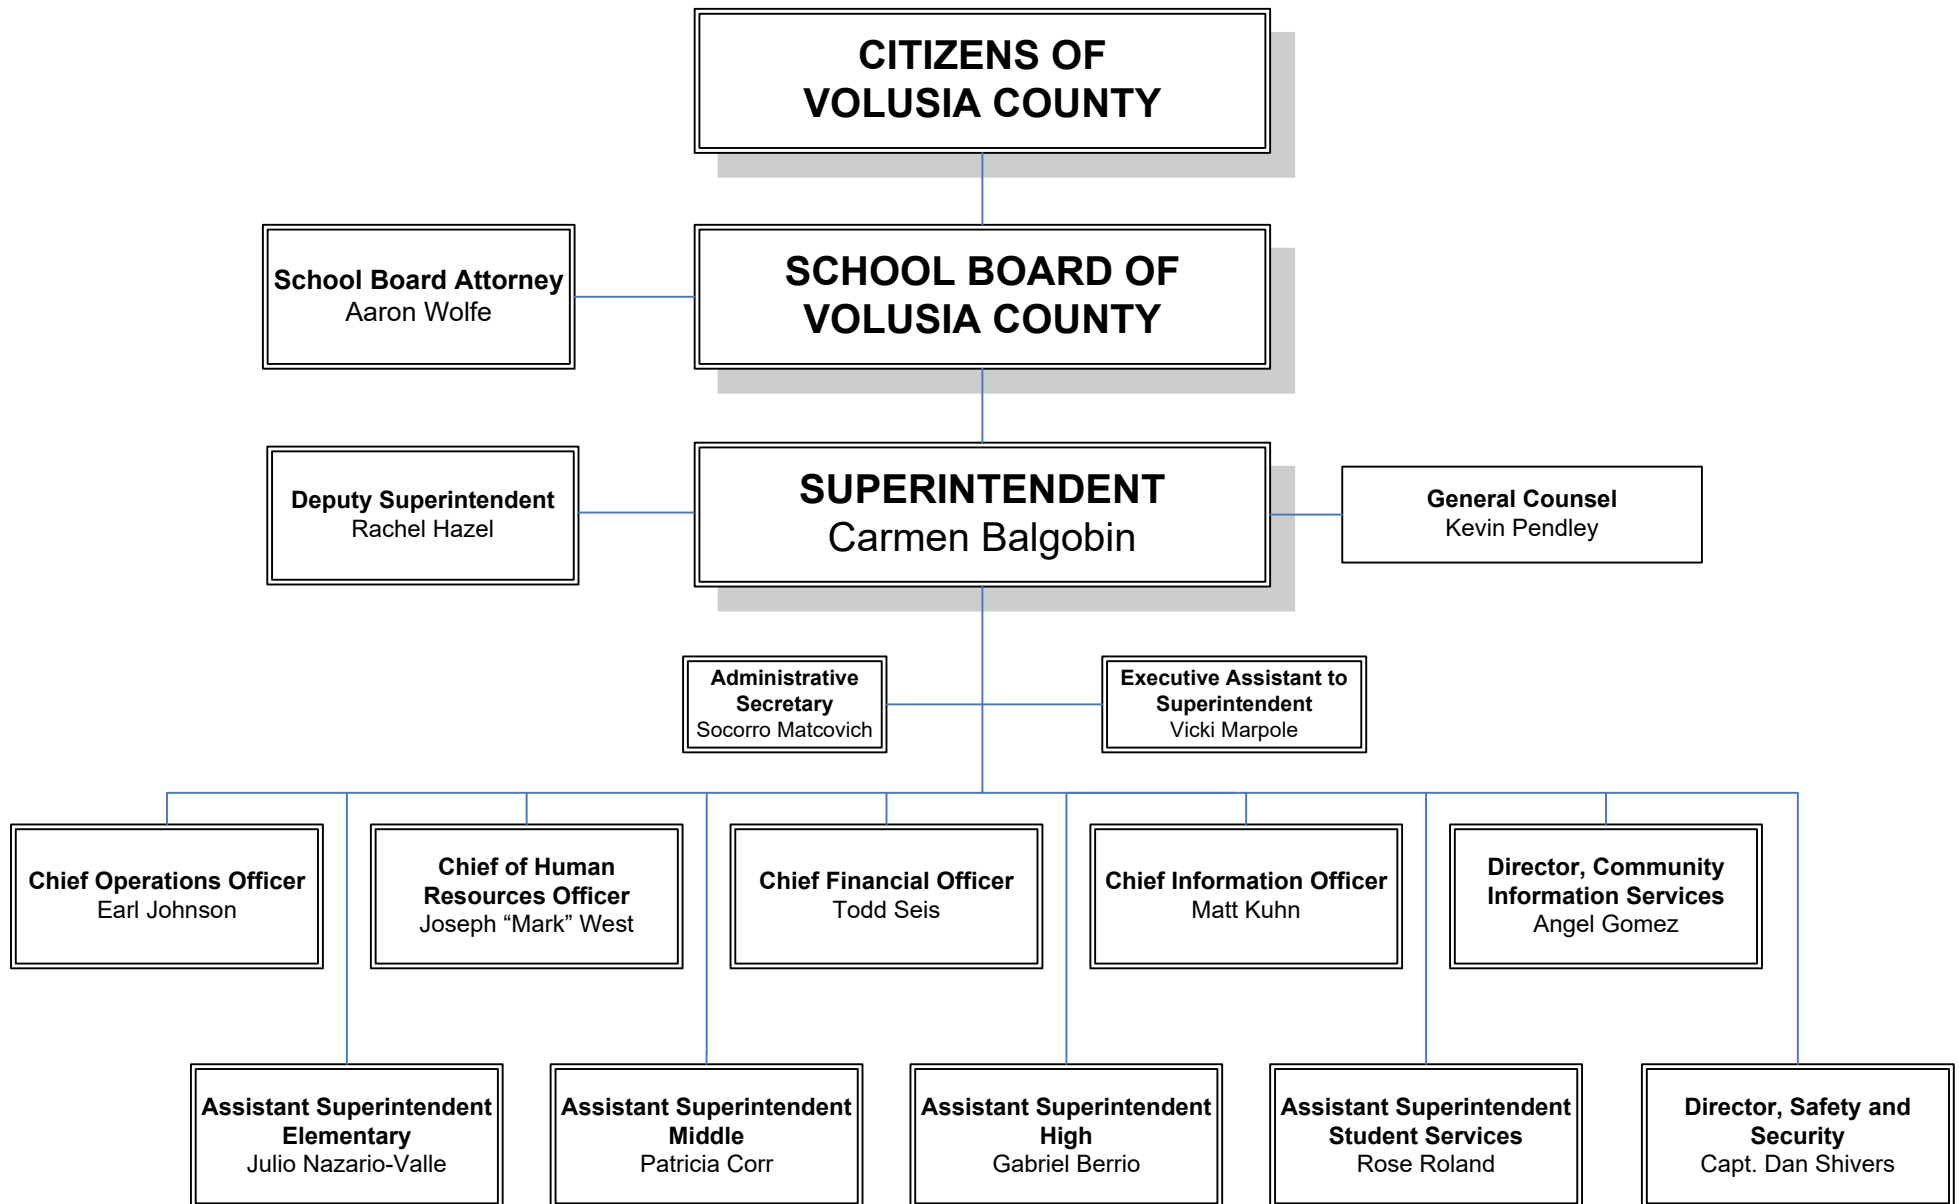 CITIZENS OF
VOLUSIA COUNTY
School Board Attorney
Aaron Wolfe
SCHOOL BOARD OF
VOLUSIA COUNTY
Deputy Superintendent
Rachel Hazel
SUPERINTENDENT
Carmen Balgobin
General Counsel
Kevin Pendley
Administrative
Secretary
Socorro Matcovich
Executive Assistant to
Superintendent
Vicki Marpole
Chief Operations Officer
Earl Johnson
Chief of Human
Resources Officer
Joseph “Mark” West
Chief Financial Officer
Todd Seis
Chief Information Officer
Matt Kuhn
Director, Community
Information Services
Angel Gomez
Assistant Superintendent
Elementary
Julio Nazario-Valle
Assistant Superintendent
Middle
Patricia Corr
Assistant Superintendent
High
Gabriel Berrio
Assistant Superintendent
Student Services
Rose Roland
Director, Safety and
Security
Capt. Dan Shivers